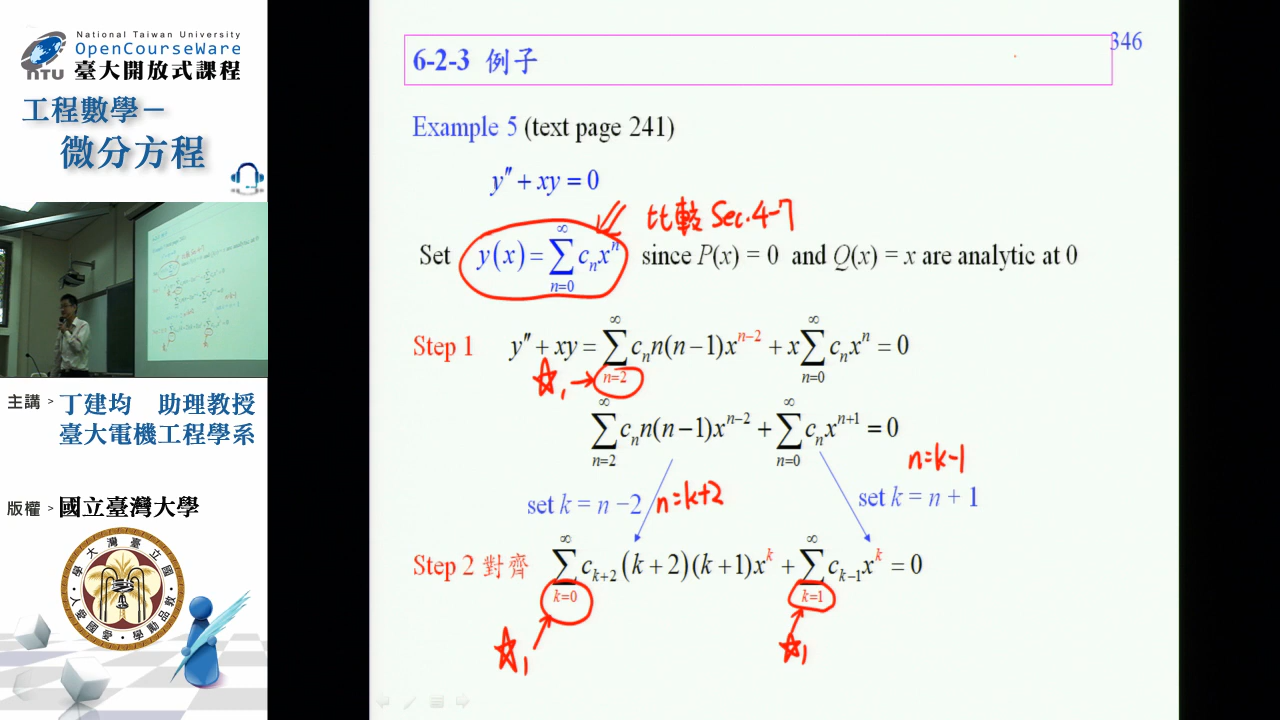 National Taiwan University
OpenCourseWare
NTU 臺大開放式課程
工程數學－
微分方程
主講 > 丁建均 助理教授
臺大電機工程學系
版權 > 國立臺灣大學
346
6-2-3 例子
Example 5 (text page 241)
y″ + xy = 0
比較 Sec. 4-7
Set y(x) = ∑_{n=0}^{∞} c_n x^n since P(x) = 0 and Q(x) = x are analytic at 0
Step 1 y″ + xy = ∑_{n=2}^{∞} c_n n(n−1)x^{n−2} + x∑_{n=0}^{∞} c_n x^n = 0
☆1
∑_{n=2}^{∞} c_n n(n−1)x^{n−2} + ∑_{n=0}^{∞} c_n x^{n+1} = 0
n=k-1
set k = n −2 n=k+2 set k = n + 1
Step 2 對齊 ∑_{k=0}^{∞} c_{k+2}(k+2)(k+1)x^k + ∑_{k=1}^{∞} c_{k−1}x^k = 0
☆1 ☆1